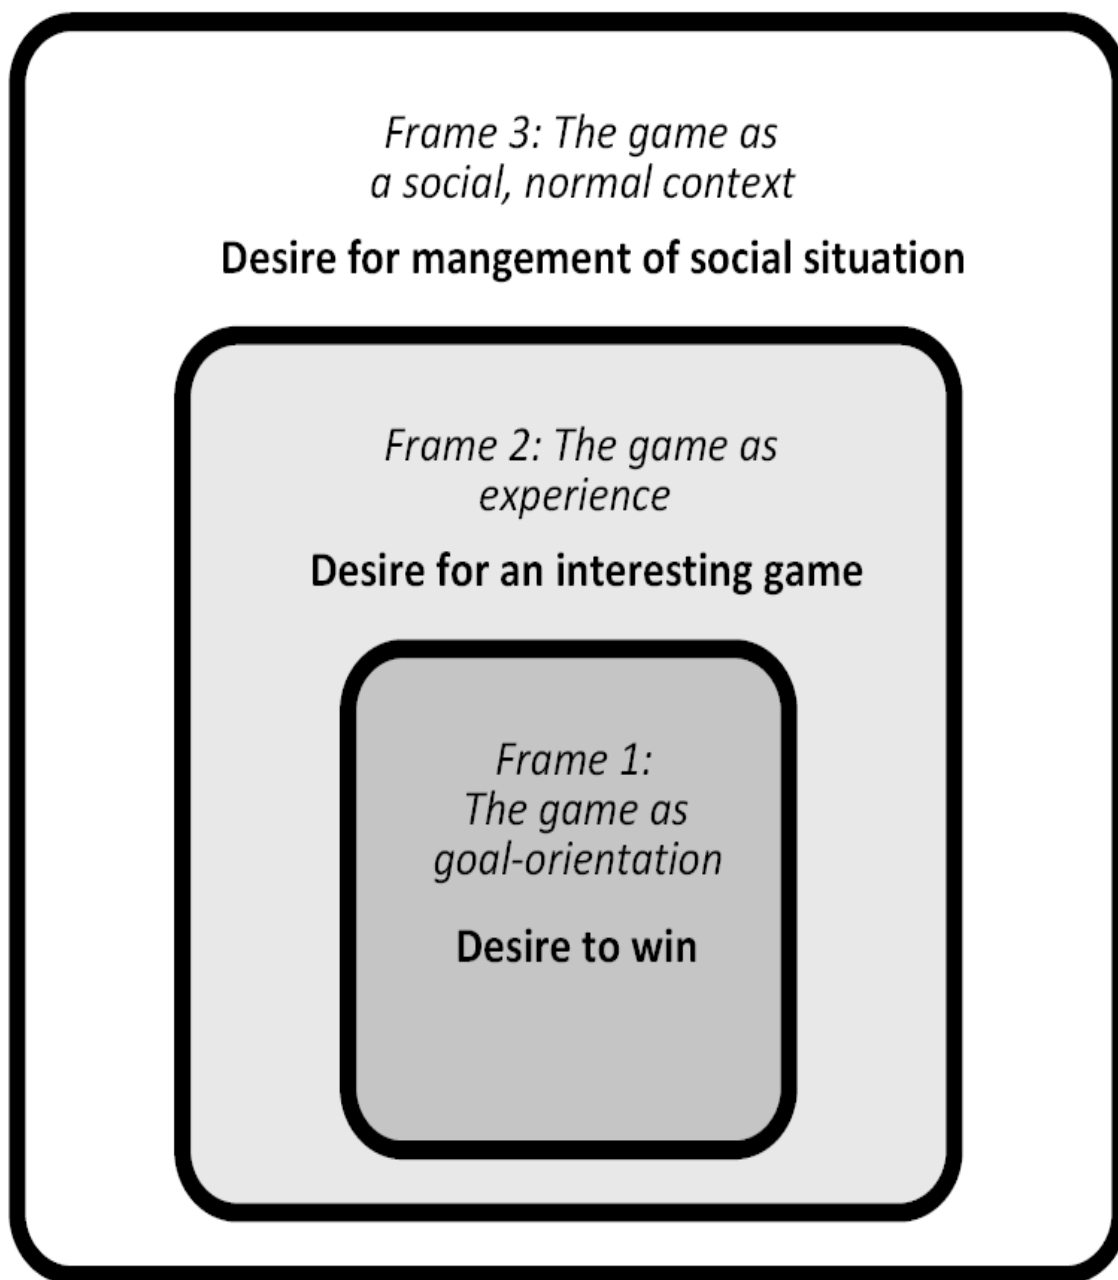 Frame 3: The game as
a social, normal context
Desire for mangement of social situation
Frame 2: The game as
experience
Desire for an interesting game
Frame 1:
The game as
goal-orientation
Desire to win